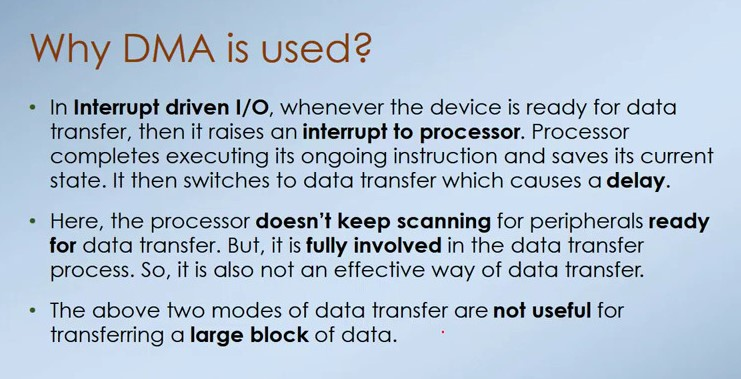 Why DMA is used?
• In Interrupt driven I/O, whenever the device is ready for data
transfer, then it raises an interrupt to processor. Processor
completes executing its ongoing instruction and saves its current
state. It then switches to data transfer which causes a delay.
• Here, the processor doesn't keep scanning for peripherals ready
for data transfer. But, it is fully involved in the data transfer
process. So, it is also not an effective way of data transfer.
• The above two modes of data transfer are not useful for
transferring a large block of data.